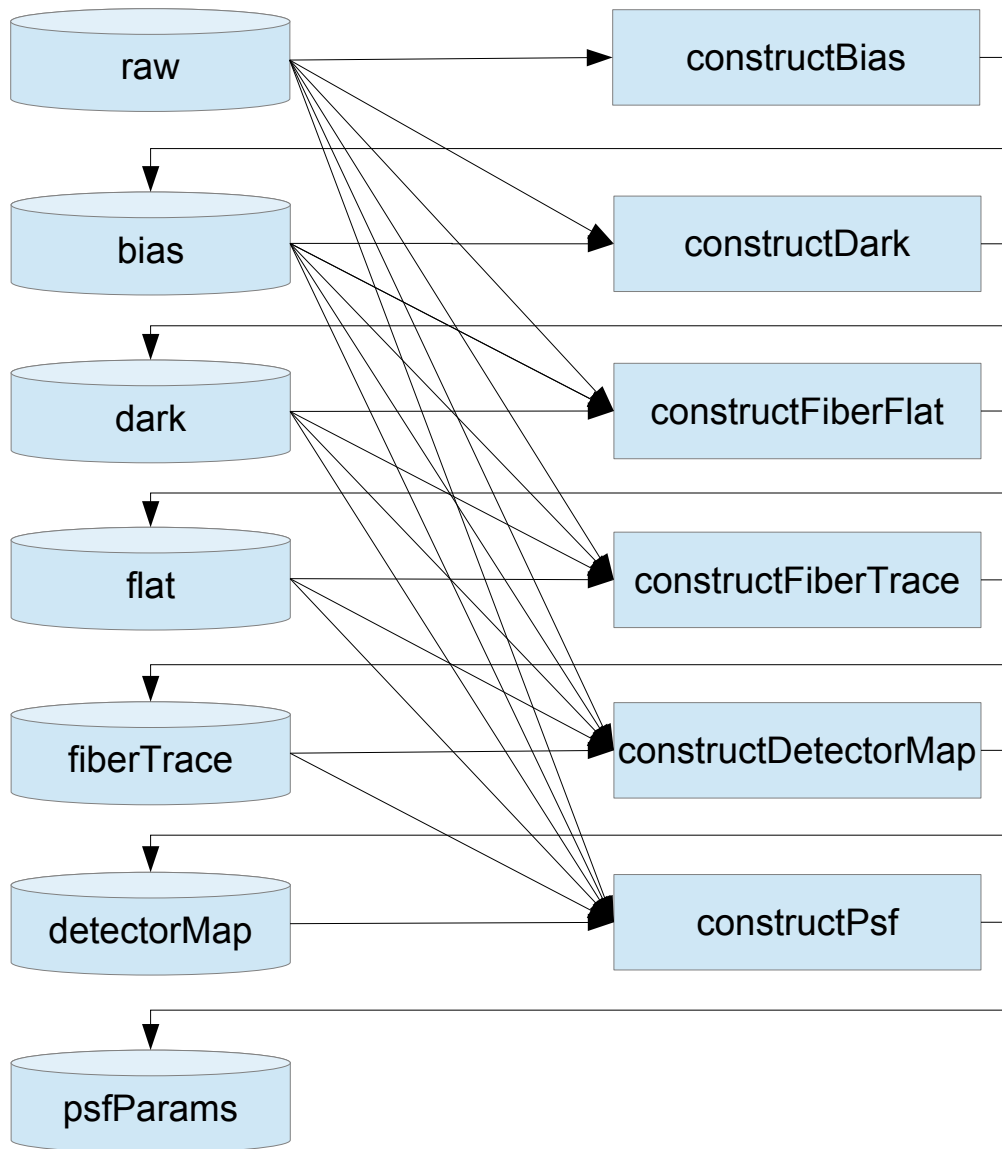 raw
constructBias
bias
constructDark
dark
constructFiberFlat
flat
constructFiberTrace
fiberTrace
constructDetectorMap
detectorMap
constructPsf
psfParams